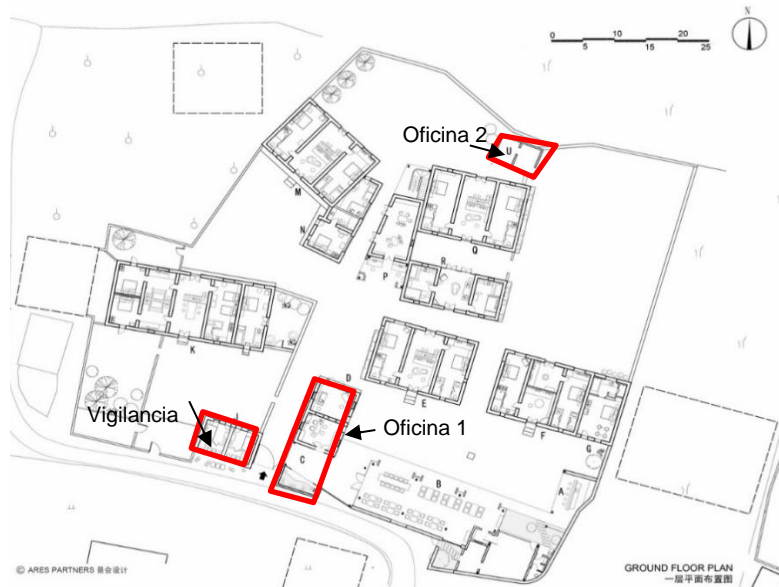 N
0 10 20
5 15 25
Oficina 2
U
M
N
Q
R
P
K
D
E
Vigilancia
Oficina 1
F
G
C
B
A
© ARES PARTNERS 景会设计
GROUND FLOOR PLAN
一层平面布置图